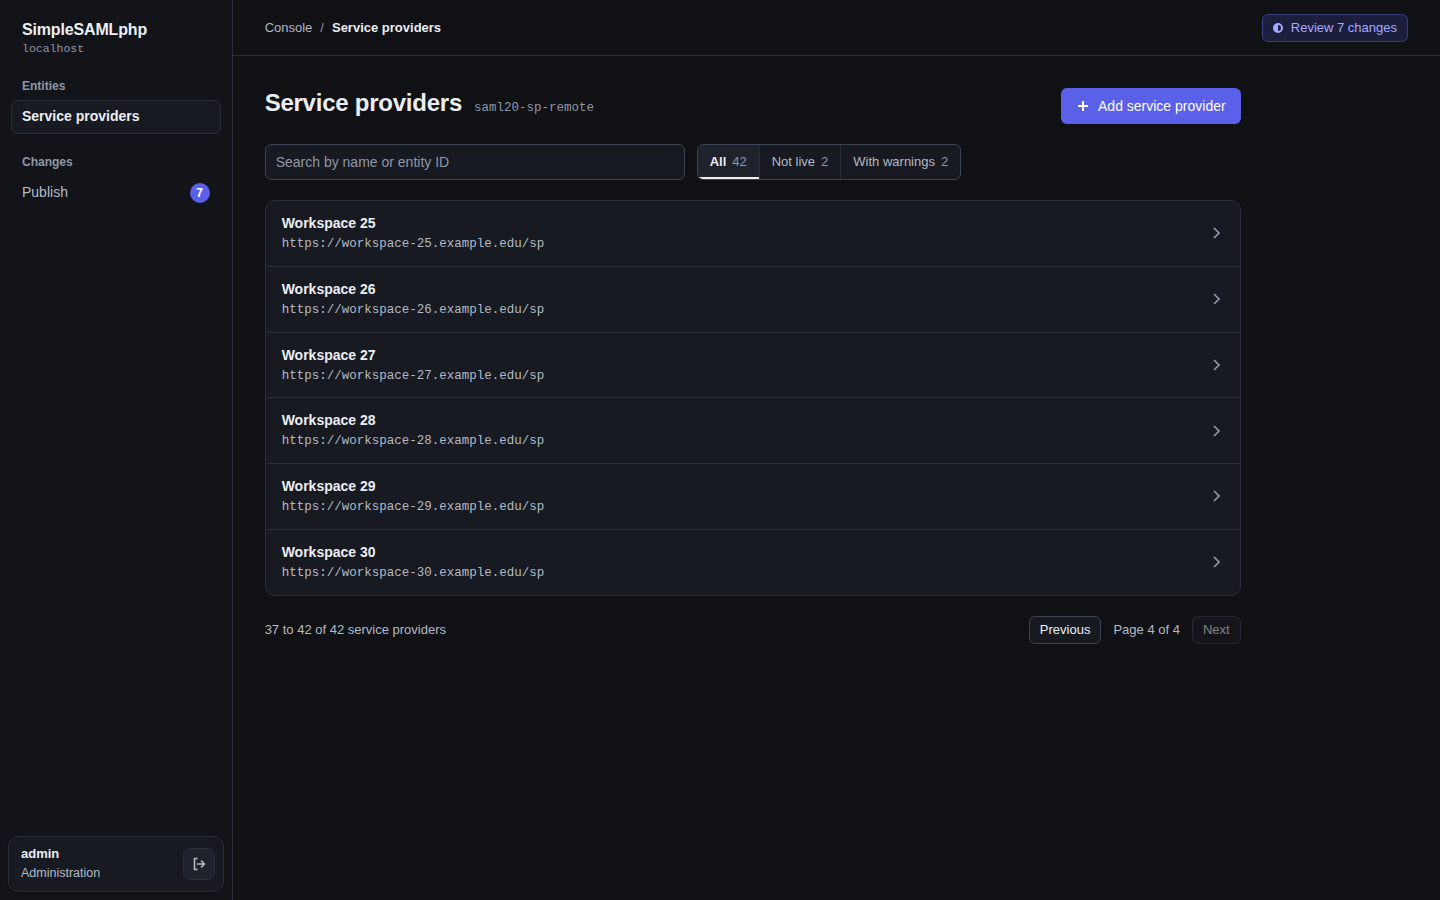 SimpleSAMLphp
localhost
Entities
Service providers
Changes
Publish 7
admin
Administration
Console / Service providers
Review 7 changes
Service providers saml20-sp-remote
Add service provider
Search by name or entity ID
All 42 Not live 2 With warnings 2
Workspace 25
https://workspace-25.example.edu/sp
Workspace 26
https://workspace-26.example.edu/sp
Workspace 27
https://workspace-27.example.edu/sp
Workspace 28
https://workspace-28.example.edu/sp
Workspace 29
https://workspace-29.example.edu/sp
Workspace 30
https://workspace-30.example.edu/sp
37 to 42 of 42 service providers
Previous Page 4 of 4 Next